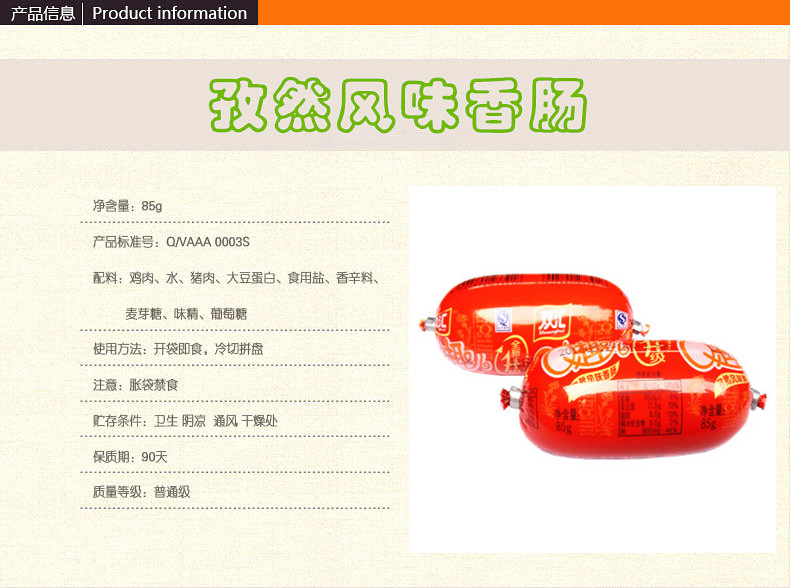 产品信息 Product information
孜然风味香肠
净含量：85g
产品标准号：Q/VAAA 0003S
配料：鸡肉、水、猪肉、大豆蛋白、食用盐、香辛料、
麦芽糖、味精、葡萄糖
使用方法：开袋即食，冷切拼盘
注意：胀袋禁食
贮存条件：卫生 阴凉 通风 干燥处
保质期：90天
质量等级：普通级
双汇
净含量：
85g
85g